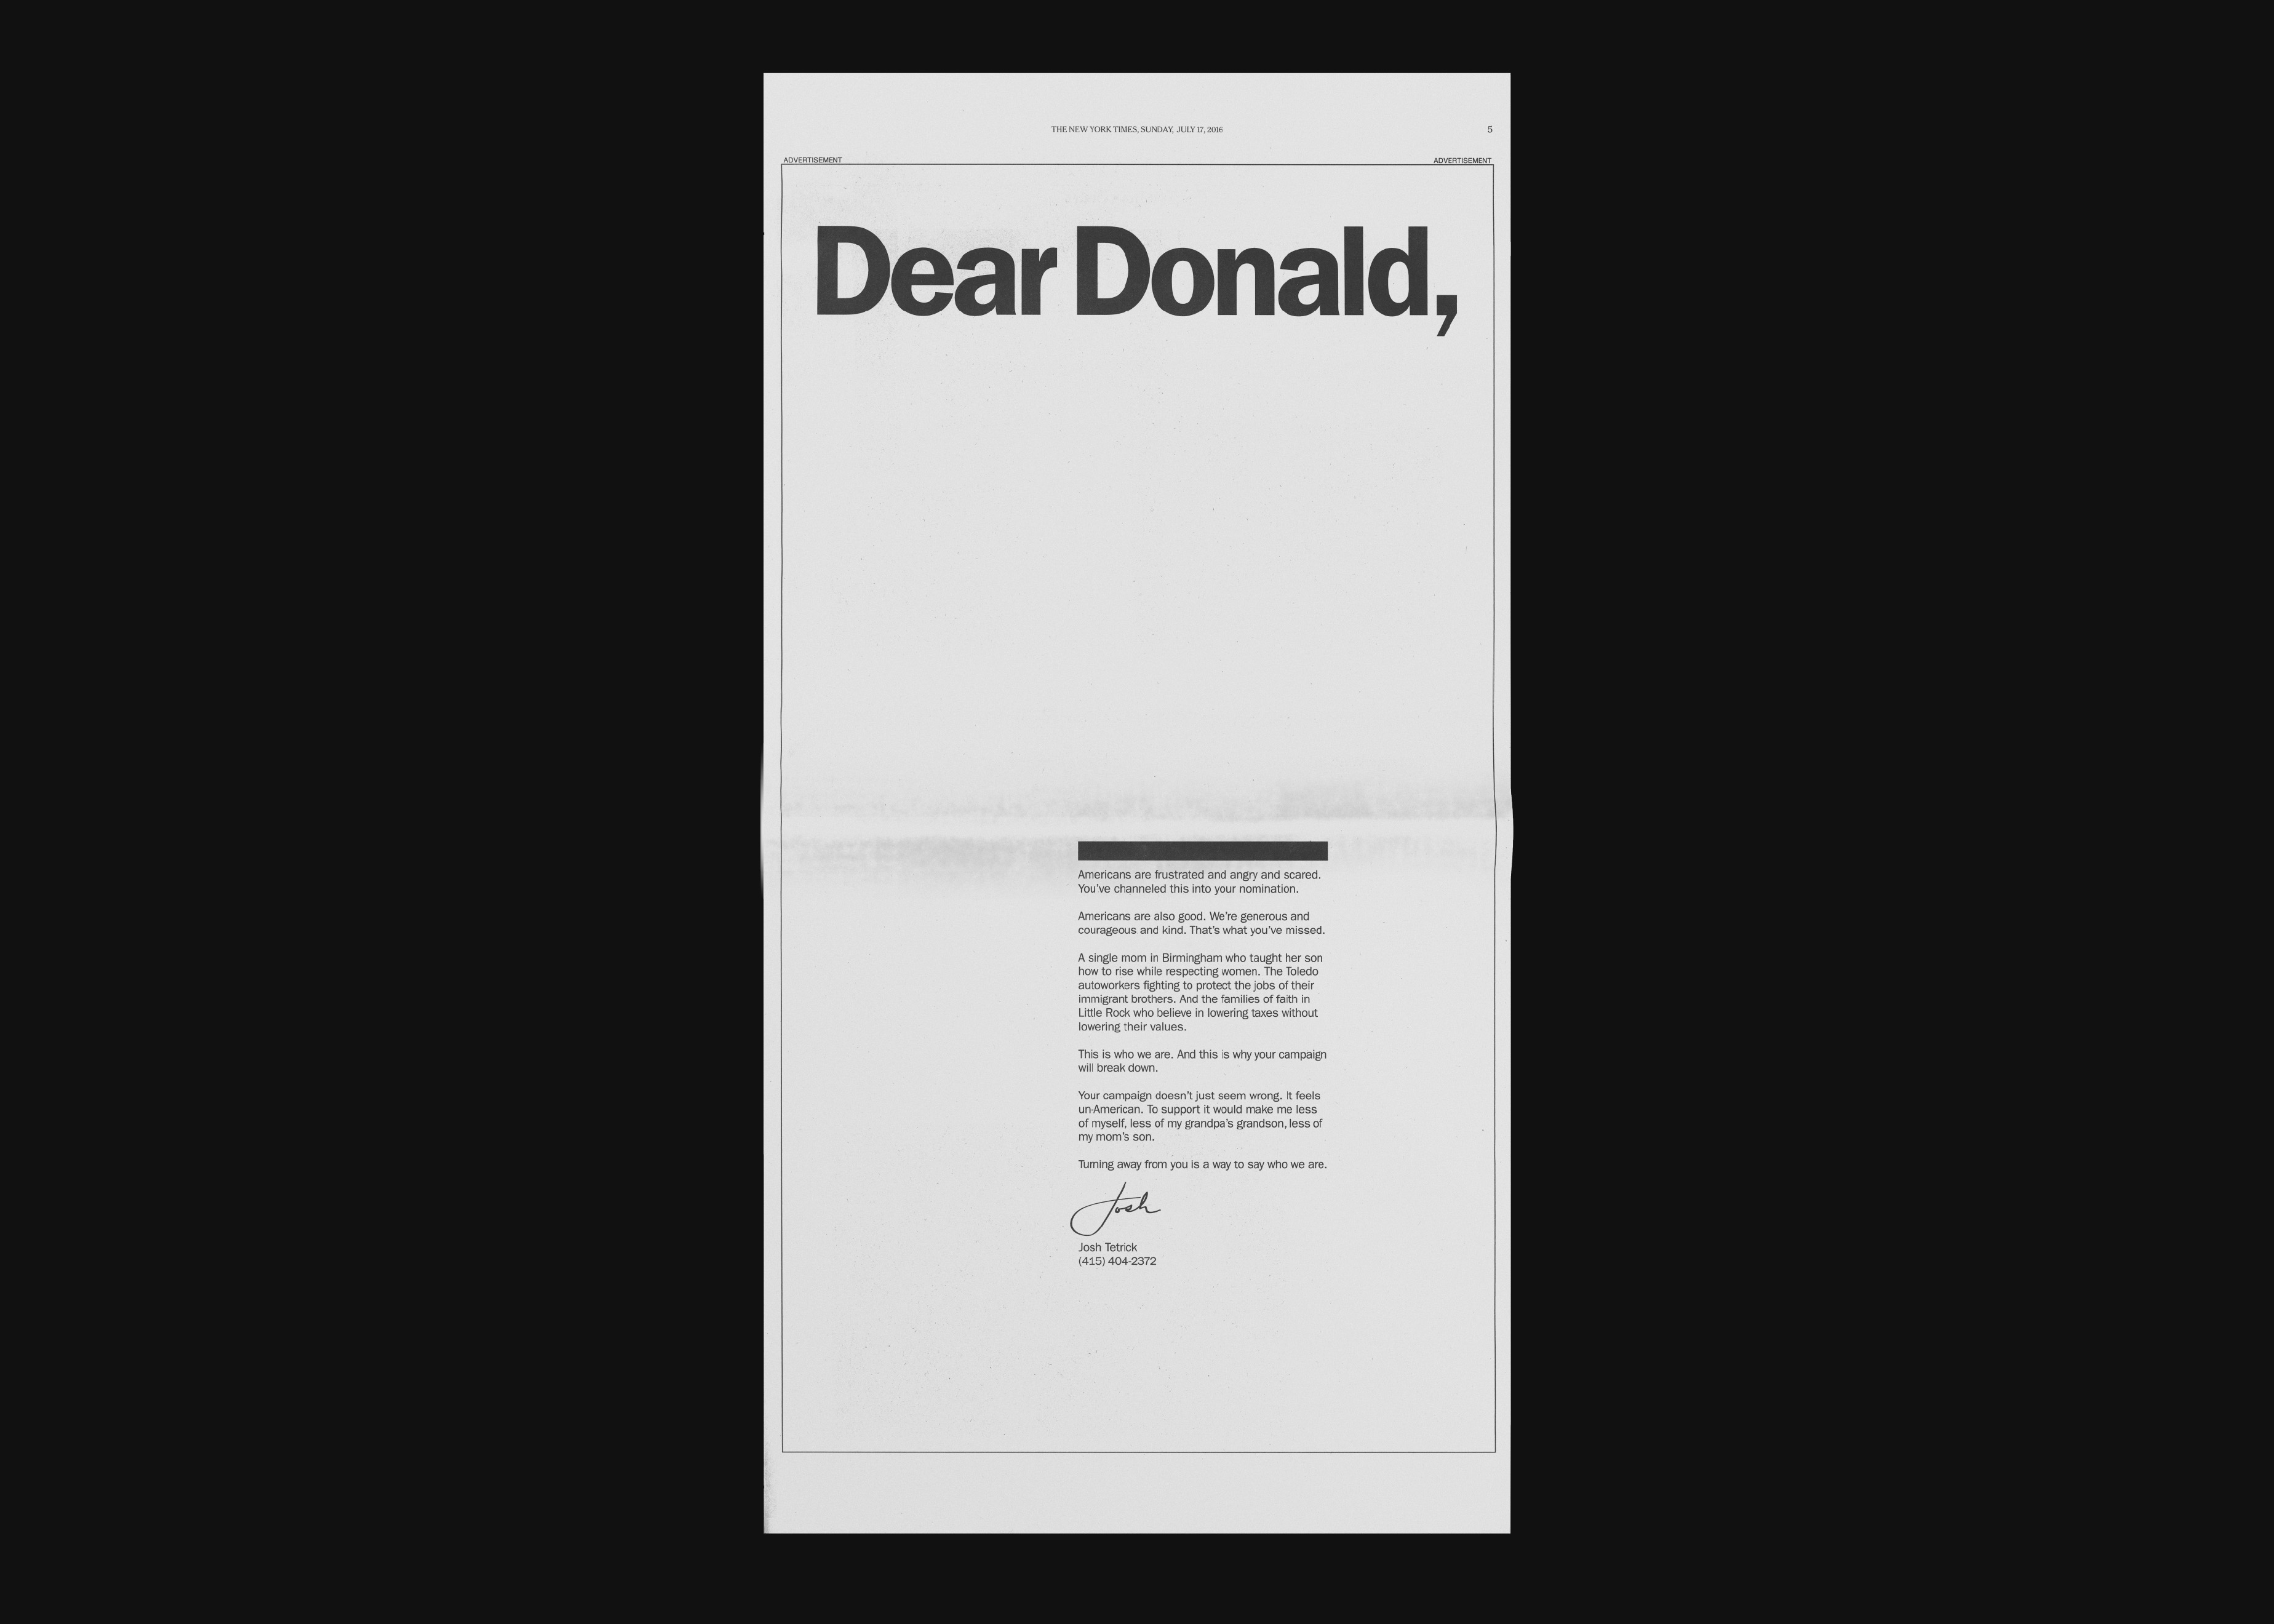 THE NEW YORK TIMES, SUNDAY, JULY 17, 2016
5
ADVERTISEMENT
ADVERTISEMENT
Dear Donald,
Americans are frustrated and angry and scared.
You've channeled this into your nomination.
Americans are also good. We're generous and
courageous and kind. That's what you've missed.
A single mom in Birmingham who taught her son
how to rise while respecting women. The Toledo
autoworkers fighting to protect the jobs of their
immigrant brothers. And the families of faith in
Little Rock who believe in lowering taxes without
lowering their values.
This is who we are. And this is why your campaign
will break down.
Your campaign doesn't just seem wrong. It feels
un-American. To support it would make me less
of myself, less of my grandpa's grandson, less of
my mom's son.
Turning away from you is a way to say who we are.
Josh
Josh Tetrick
(415) 404-2372